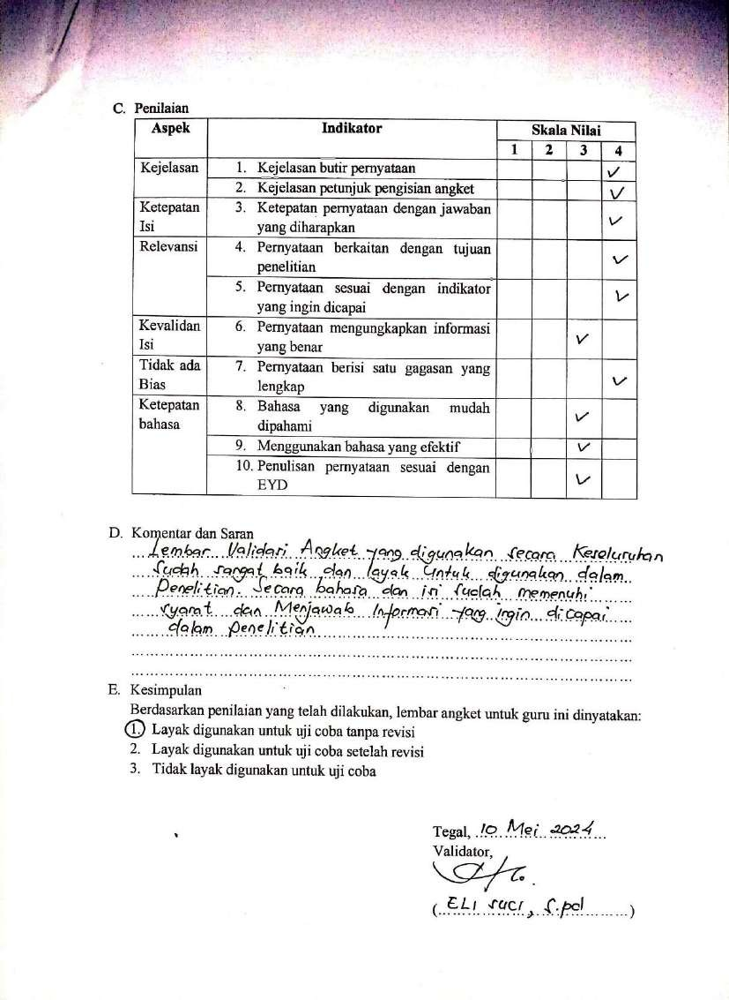 C. Penilaian
Aspek Indikator Skala Nilai
1 2 3 4
Kejelasan 1. Kejelasan butir pernyataan ✓
2. Kejelasan petunjuk pengisian angket ✓
Ketepatan 3. Ketepatan pernyataan dengan jawaban
Isi yang diharapkan ✓
Relevansi 4. Pernyataan berkaitan dengan tujuan
penelitian ✓
5. Pernyataan sesuai dengan indikator
yang ingin dicapai ✓
Kevalidan 6. Pernyataan mengungkapkan informasi
Isi yang benar ✓
Tidak ada 7. Pernyataan berisi satu gagasan yang
Bias lengkap ✓
Ketepatan 8. Bahasa yang digunakan mudah
bahasa dipahami ✓
9. Menggunakan bahasa yang efektif ✓
10. Penulisan pernyataan sesuai dengan
EYD ✓
D. Komentar dan Saran
Lembar Validasi Angket yang digunakan secara Keseluruhan
Sudah sangat baik dan layak Untuk digunakan dalam
Penelitian. Secara bahasa dan isi sudah memenuhi
syarat dan Menjawab Informasi yang ingin dicapai
dalam penelitian
E. Kesimpulan
Berdasarkan penilaian yang telah dilakukan, lembar angket untuk guru ini dinyatakan:
1. Layak digunakan untuk uji coba tanpa revisi
2. Layak digunakan untuk uji coba setelah revisi
3. Tidak layak digunakan untuk uji coba
Tegal, 10 Mei 2024
Validator,
( ELI SUCI, S.pd )